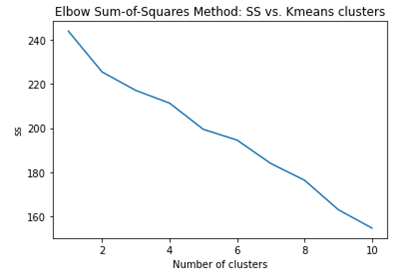 Elbow Sum-of-Squares Method: SS vs. Kmeans clusters
240
220
200
180
160
ss
2 4 6 8 10
Number of clusters